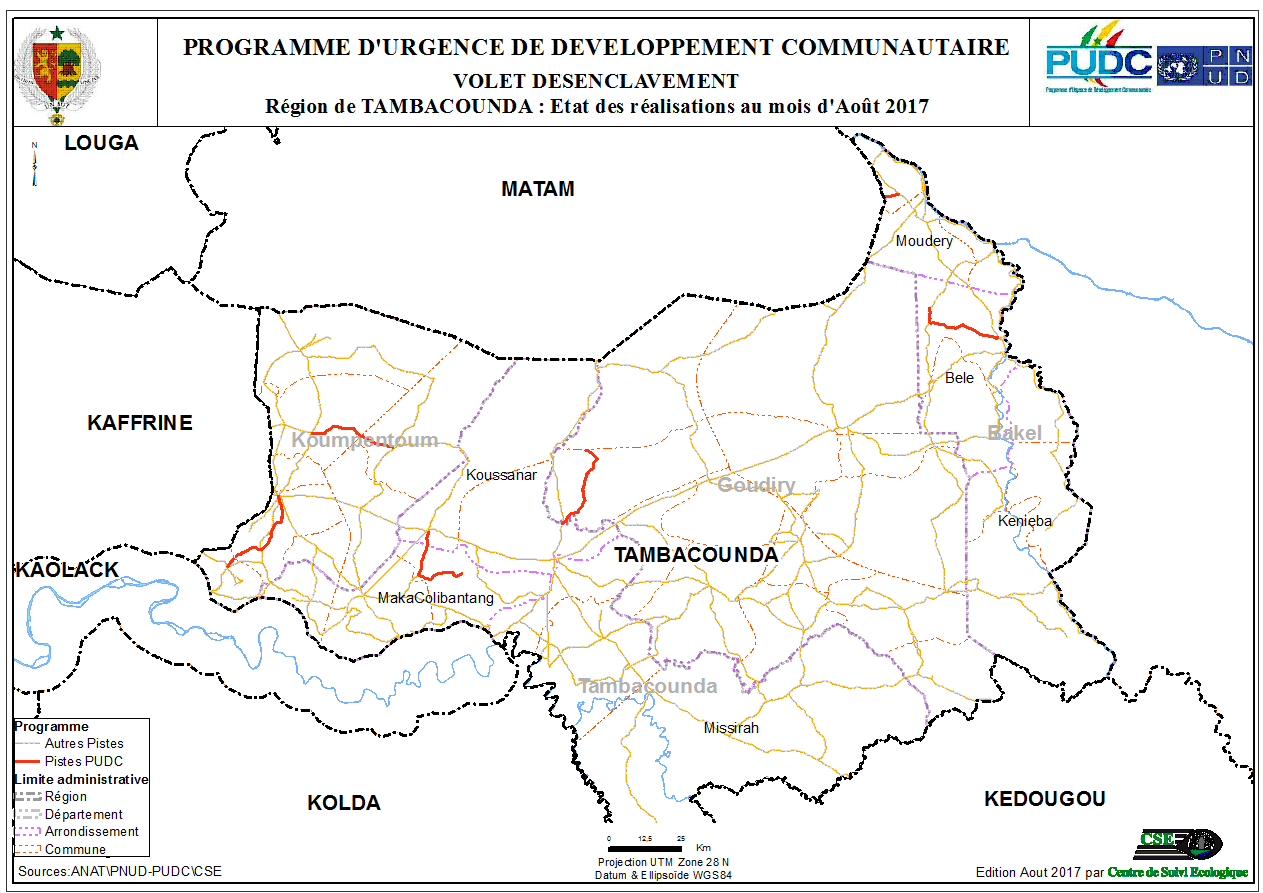 PROGRAMME D'URGENCE DE DEVELOPPEMENT COMMUNAUTAIRE
VOLET DESENCLAVEMENT
Région de TAMBACOUNDA : Etat des réalisations au mois d'Août 2017
PUDC
Programme d'Urgence de Développement Communautaire
P N
U D
N
LOUGA
MATAM
Moudery
Bele
KAFFRINE
Koumpentoum
Bakel
Koussanar
Goudiry
Kenieba
TAMBACOUNDA
KAOLACK
MakaColibantang
Tambacounda
Missirah
KOLDA
KEDOUGOU
Programme
Autres Pistes
Pistes PUDC
Limite administrative
Région
Département
Arrondissement
Commune
Sources:ANAT\PNUD-PUDC\CSE
0 12,5 25
Km
Projection UTM Zone 28 N
Datum & Ellipsoïde WGS84
CSE
Edition Aout 2017 par Centre de Suivi Ecologique